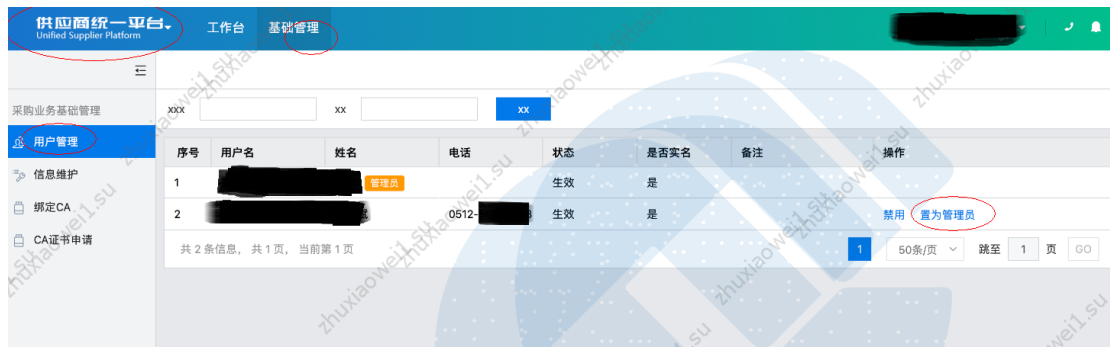 供应商统一平台
Unified Supplier Platform
工作台 基础管理
采购业务基础管理
用户管理
信息维护
绑定CA
CA证书申请
xxx xx xx
序号 用户名 姓名 电话 状态 是否实名 备注 操作
1 管理员 生效 是
2 0512- 生效 是 禁用 置为管理员
共2条信息, 共1页, 当前第1页 1 50条/页 跳至 1 页 GO
zhuxiaowei1.su